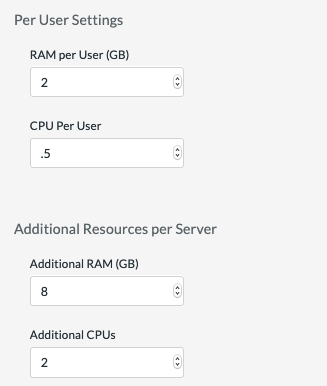 Per User Settings
RAM per User (GB)
2
CPU Per User
.5
Additional Resources per Server
Additional RAM (GB)
8
Additional CPUs
2